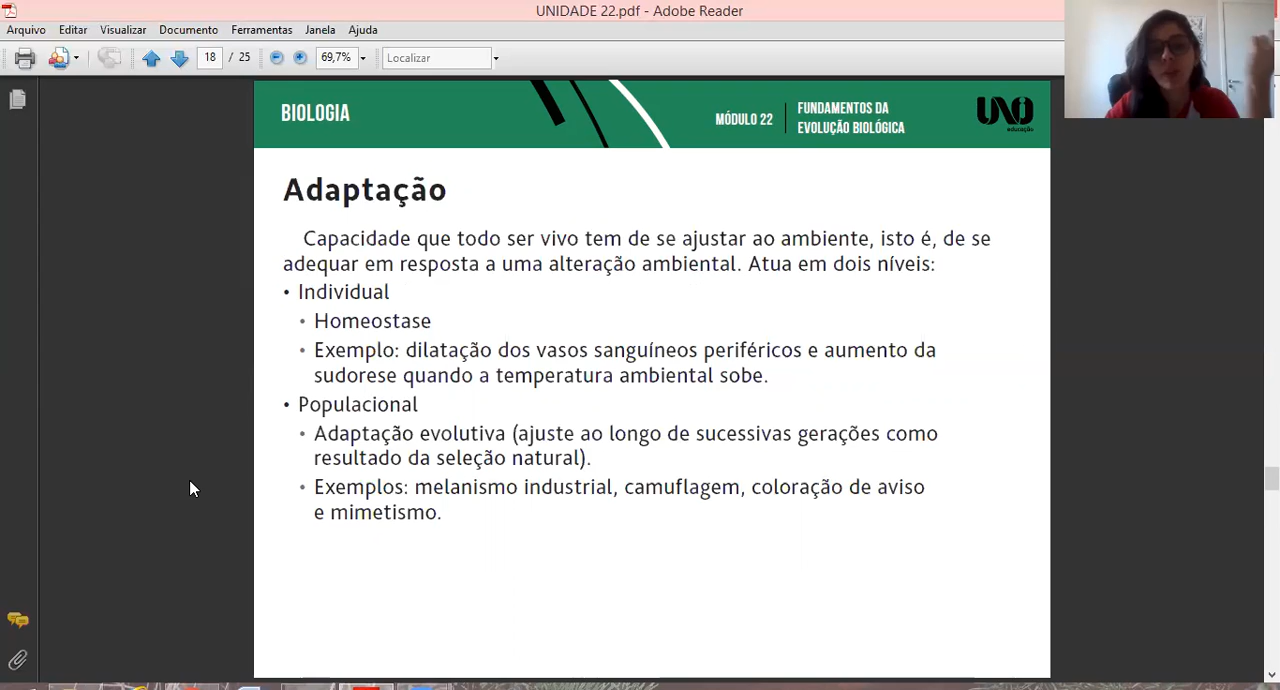 UNIDADE 22.pdf - Adobe Reader
Arquivo Editar Visualizar Documento Ferramentas Janela Ajuda
18 / 25 69,7% Localizar
BIOLOGIA
MÓDULO 22
FUNDAMENTOS DA
EVOLUÇÃO BIOLÓGICA
UNOi
educação
Adaptação
Capacidade que todo ser vivo tem de se ajustar ao ambiente, isto é, de se
adequar em resposta a uma alteração ambiental. Atua em dois níveis:
• Individual
• Homeostase
• Exemplo: dilatação dos vasos sanguíneos periféricos e aumento da
sudorese quando a temperatura ambiental sobe.
• Populacional
• Adaptação evolutiva (ajuste ao longo de sucessivas gerações como
resultado da seleção natural).
• Exemplos: melanismo industrial, camuflagem, coloração de aviso
e mimetismo.